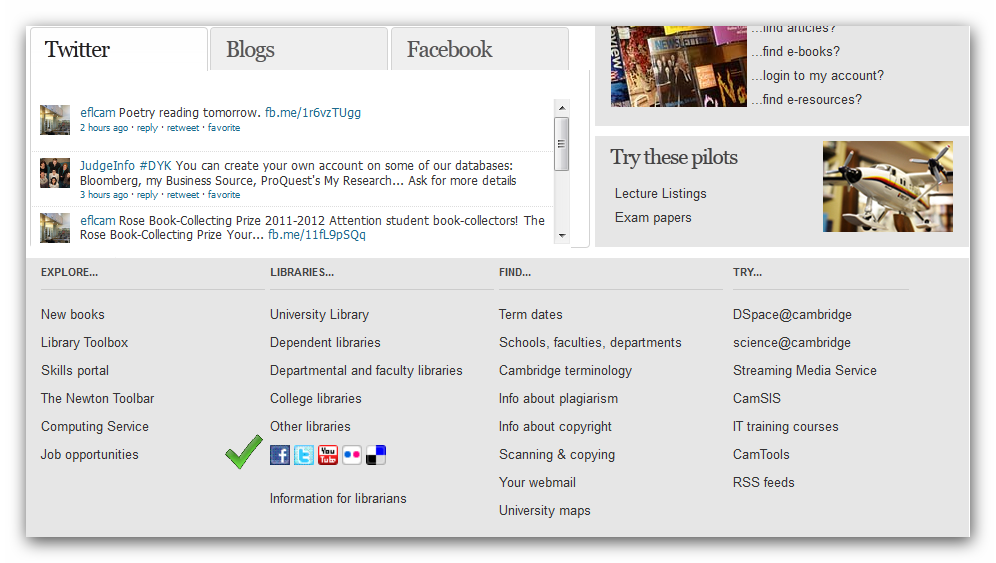 Twitter
Blogs
Facebook
eflcam Poetry reading tomorrow. fb.me/1r6vzTUgg
2 hours ago · reply · retweet · favorite
JudgeInfo #DYK You can create your own account on some of our databases:
Bloomberg, my Business Source, ProQuest's My Research... Ask for more details
3 hours ago · reply · retweet · favorite
eflcam Rose Book-Collecting Prize 2011-2012 Attention student book-collectors! The
Rose Book-Collecting Prize Your... fb.me/11fL9pSQq
NEWSLETTER
...find articles?
...find e-books?
...login to my account?
...find e-resources?
Try these pilots
Lecture Listings
Exam papers
EXPLORE...
New books
Library Toolbox
Skills portal
The Newton Toolbar
Computing Service
Job opportunities
LIBRARIES...
University Library
Dependent libraries
Departmental and faculty libraries
College libraries
Other libraries
You Tube
Information for librarians
FIND...
Term dates
Schools, faculties, departments
Cambridge terminology
Info about plagiarism
Info about copyright
Scanning & copying
Your webmail
University maps
TRY...
DSpace@cambridge
science@cambridge
Streaming Media Service
CamSIS
IT training courses
CamTools
RSS feeds